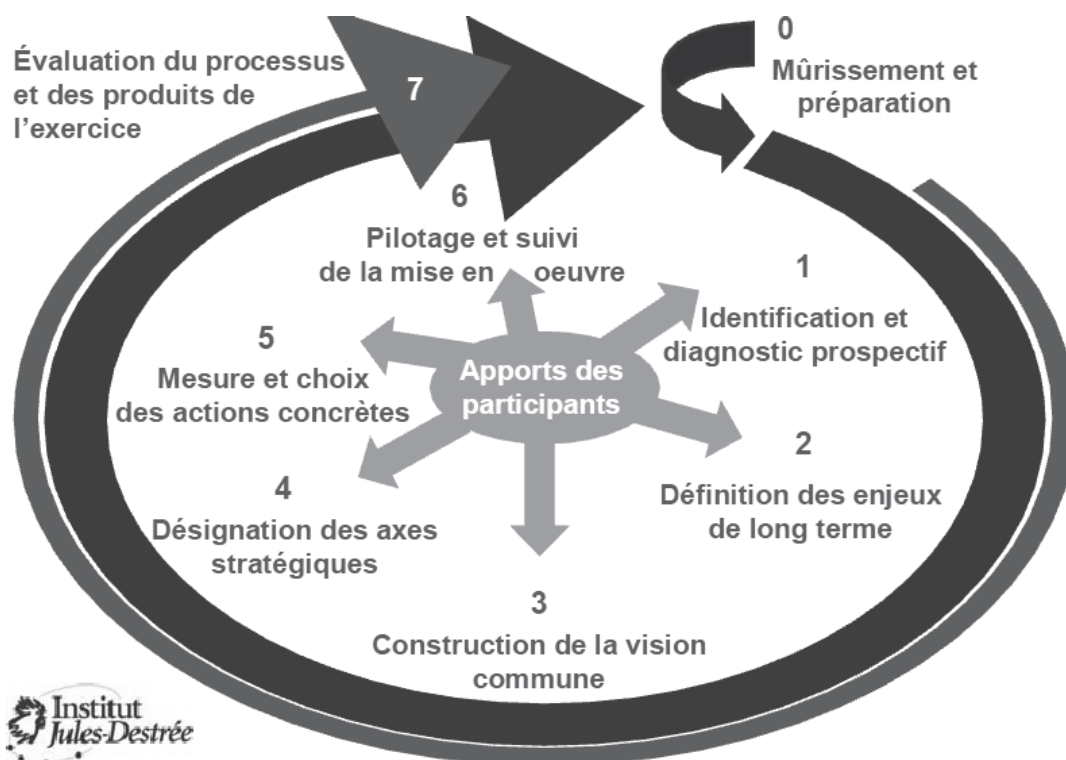 0
Mûrissement et
préparation
1
Identification et
diagnostic prospectif
2
Définition des enjeux
de long terme
3
Construction de la vision
commune
4
Désignation des axes
stratégiques
5
Mesure et choix
des actions concrètes
6
Pilotage et suivi
de la mise en oeuvre
7
Évaluation du processus
et des produits de
l'exercice
Apports des
participants
Institut
Jules-Destrée